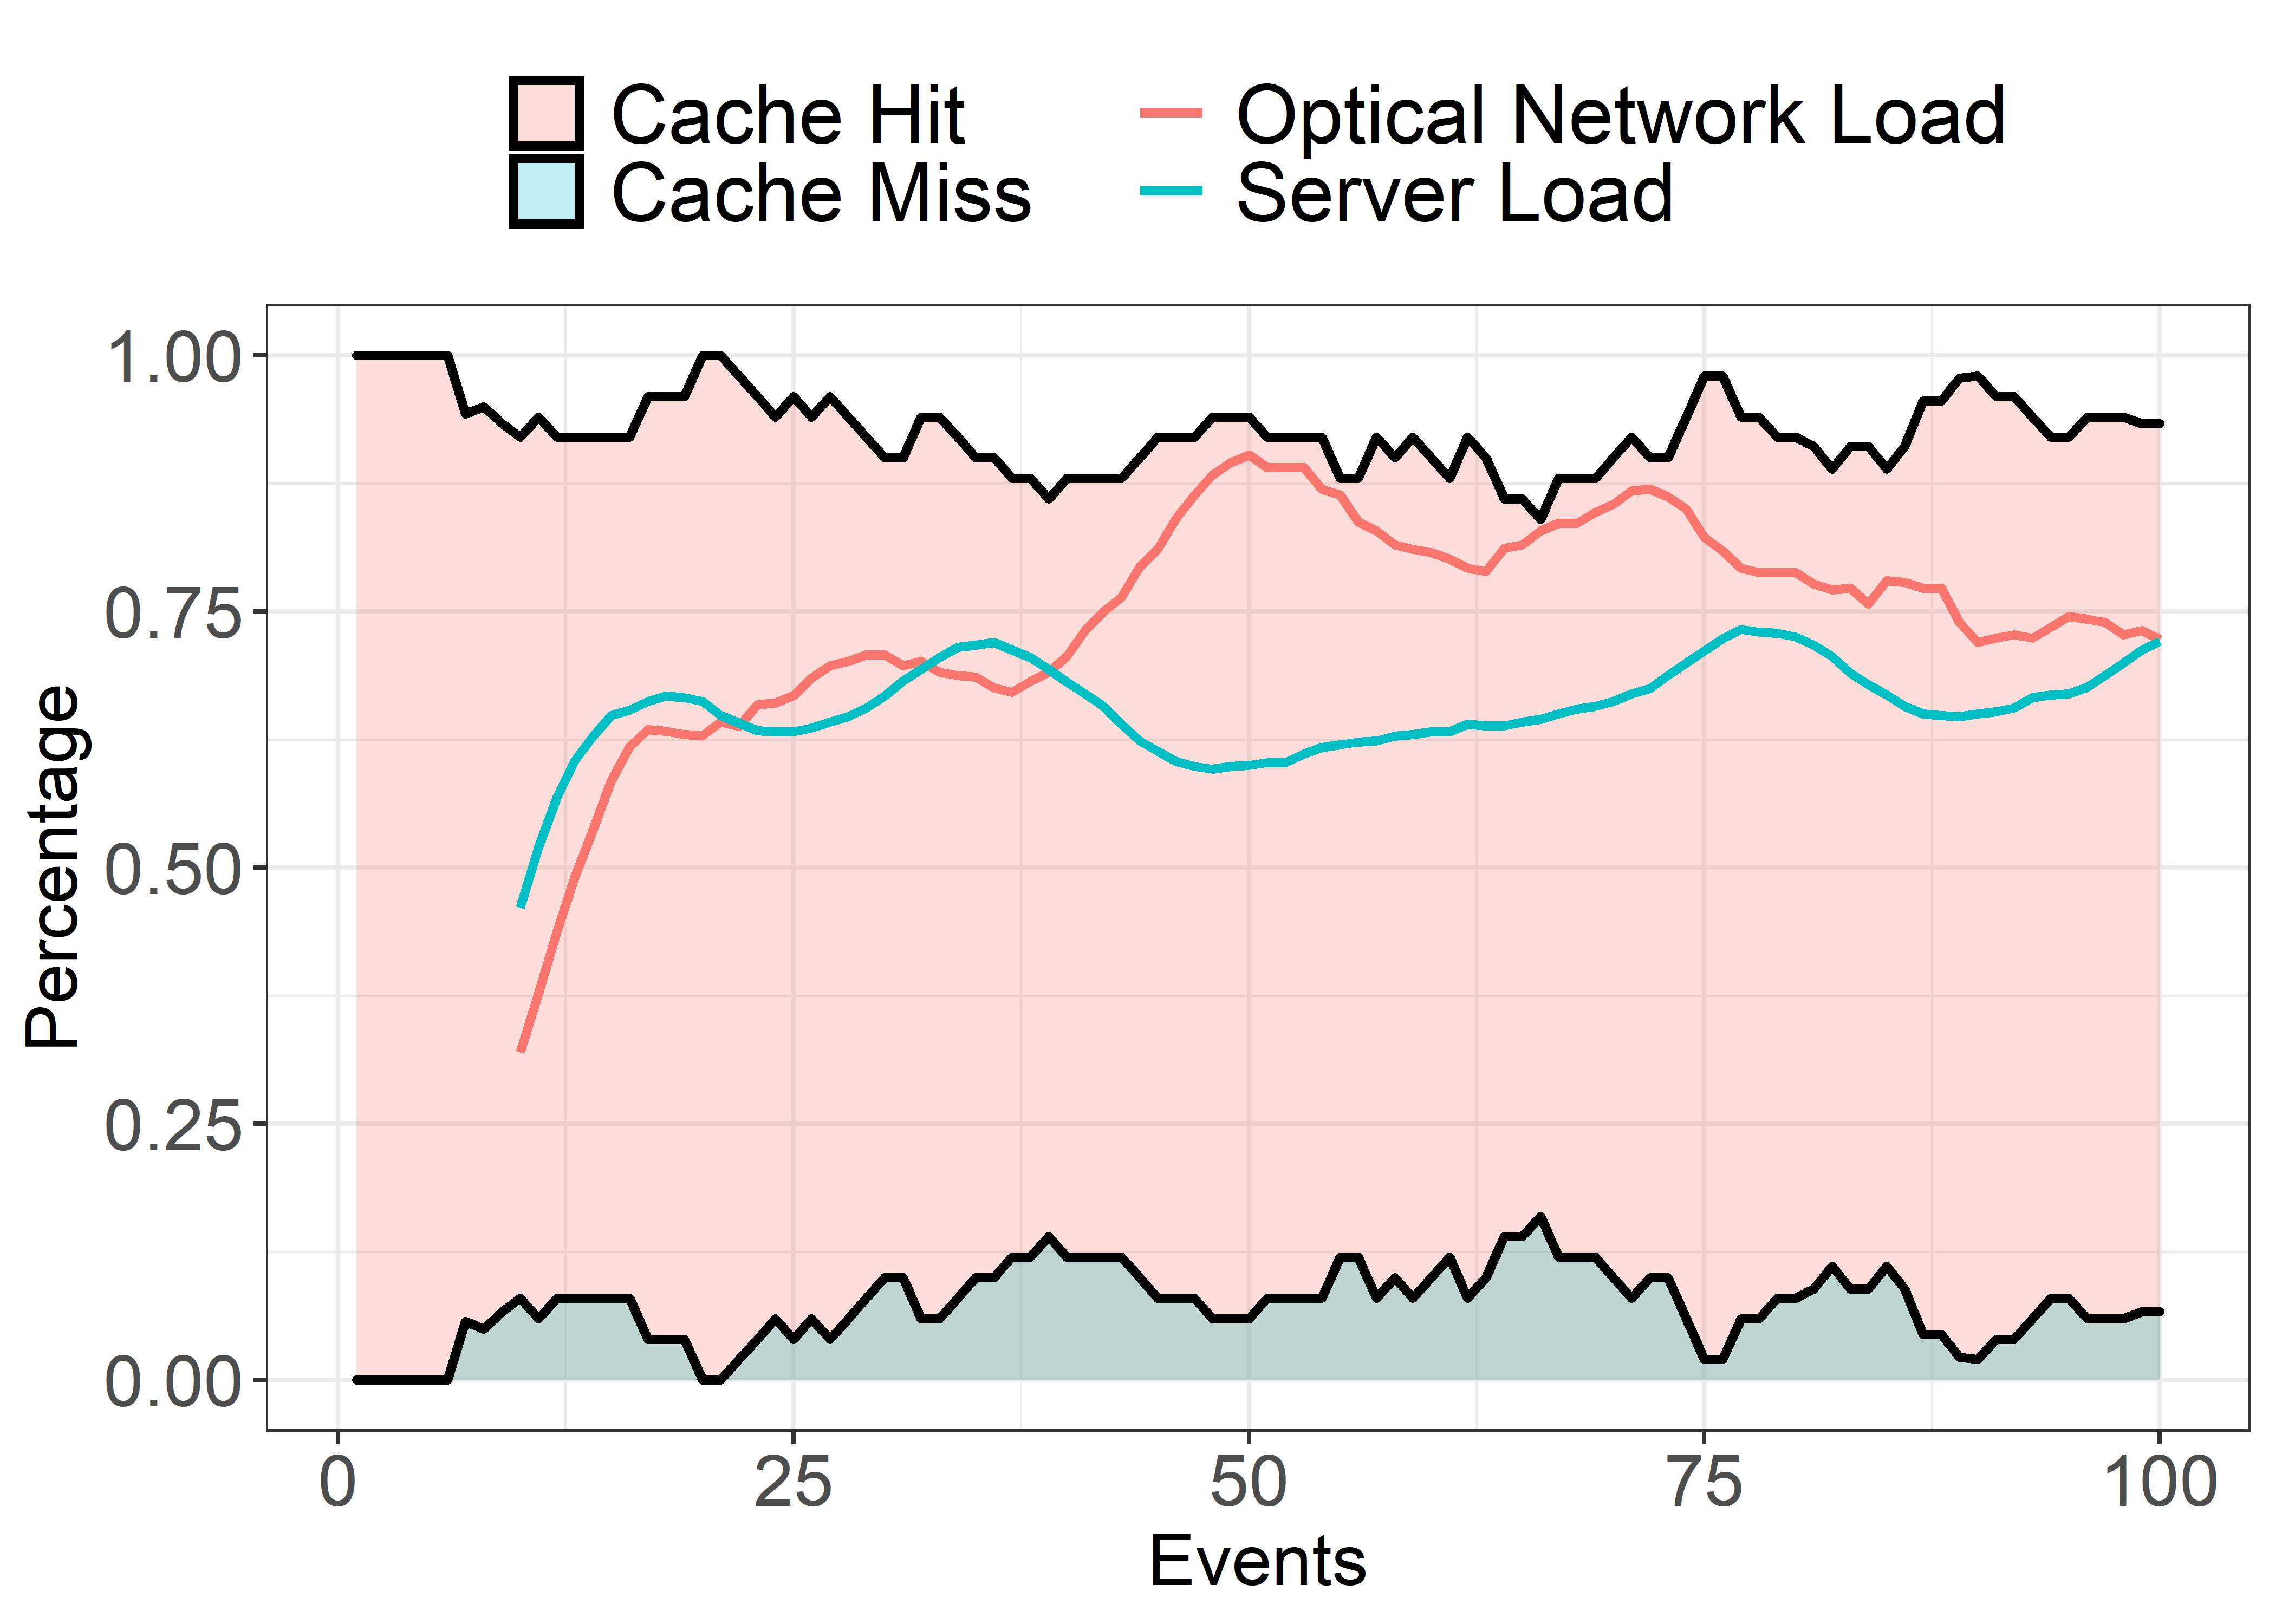 Cache Hit
Optical Network Load
Cache Miss
Server Load
1.00
0.75
0.50
0.25
0.00
Percentage
0 25 50 75 100
Events